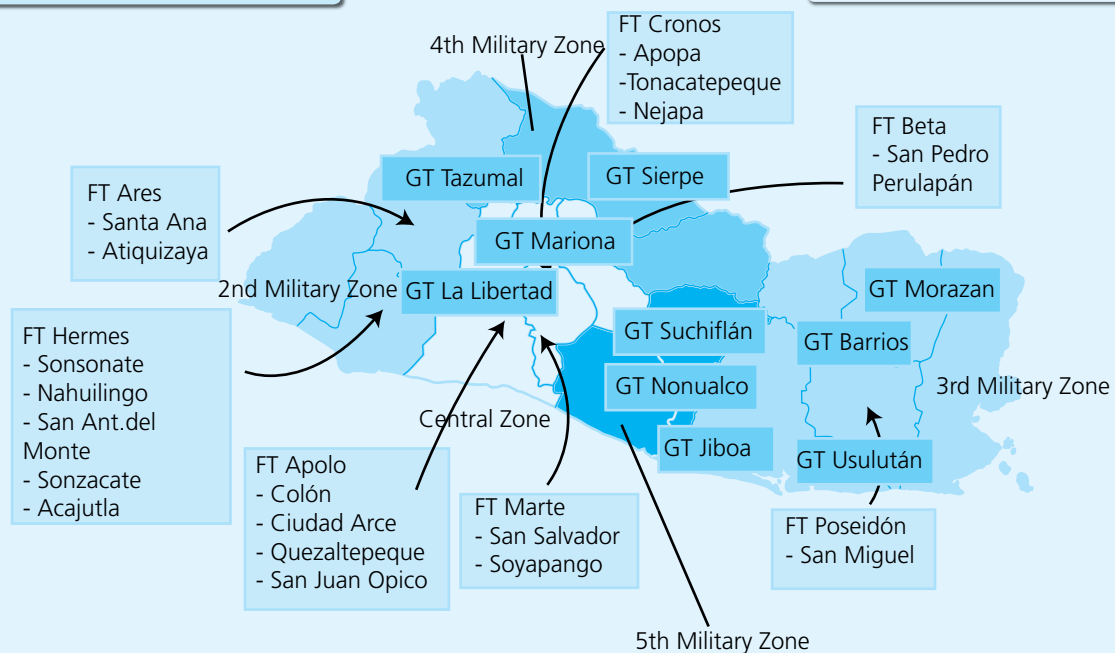 4th Military Zone
FT Cronos
- Apopa
-Tonacatepeque
- Nejapa
FT Beta
- San Pedro
Perulapán
FT Ares
- Santa Ana
- Atiquizaya
GT Tazumal
GT Sierpe
GT Mariona
2nd Military Zone
GT La Libertad
GT Morazan
GT Suchiflán
GT Barrios
FT Hermes
- Sonsonate
- Nahuilingo
- San Ant.del
Monte
- Sonzacate
- Acajutla
GT Nonualco
3rd Military Zone
Central Zone
GT Jiboa
GT Usulután
FT Apolo
- Colón
- Ciudad Arce
- Quezaltepeque
- San Juan Opico
FT Marte
- San Salvador
- Soyapango
FT Poseidón
- San Miguel
5th Military Zone